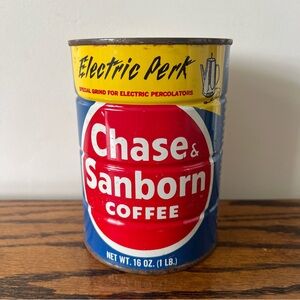 Electric Perk
SPECIAL GRIND FOR ELECTRIC PERCOLATORS
Chase &
Sanborn
COFFEE
NET WT. 16 OZ. (1 LB.)